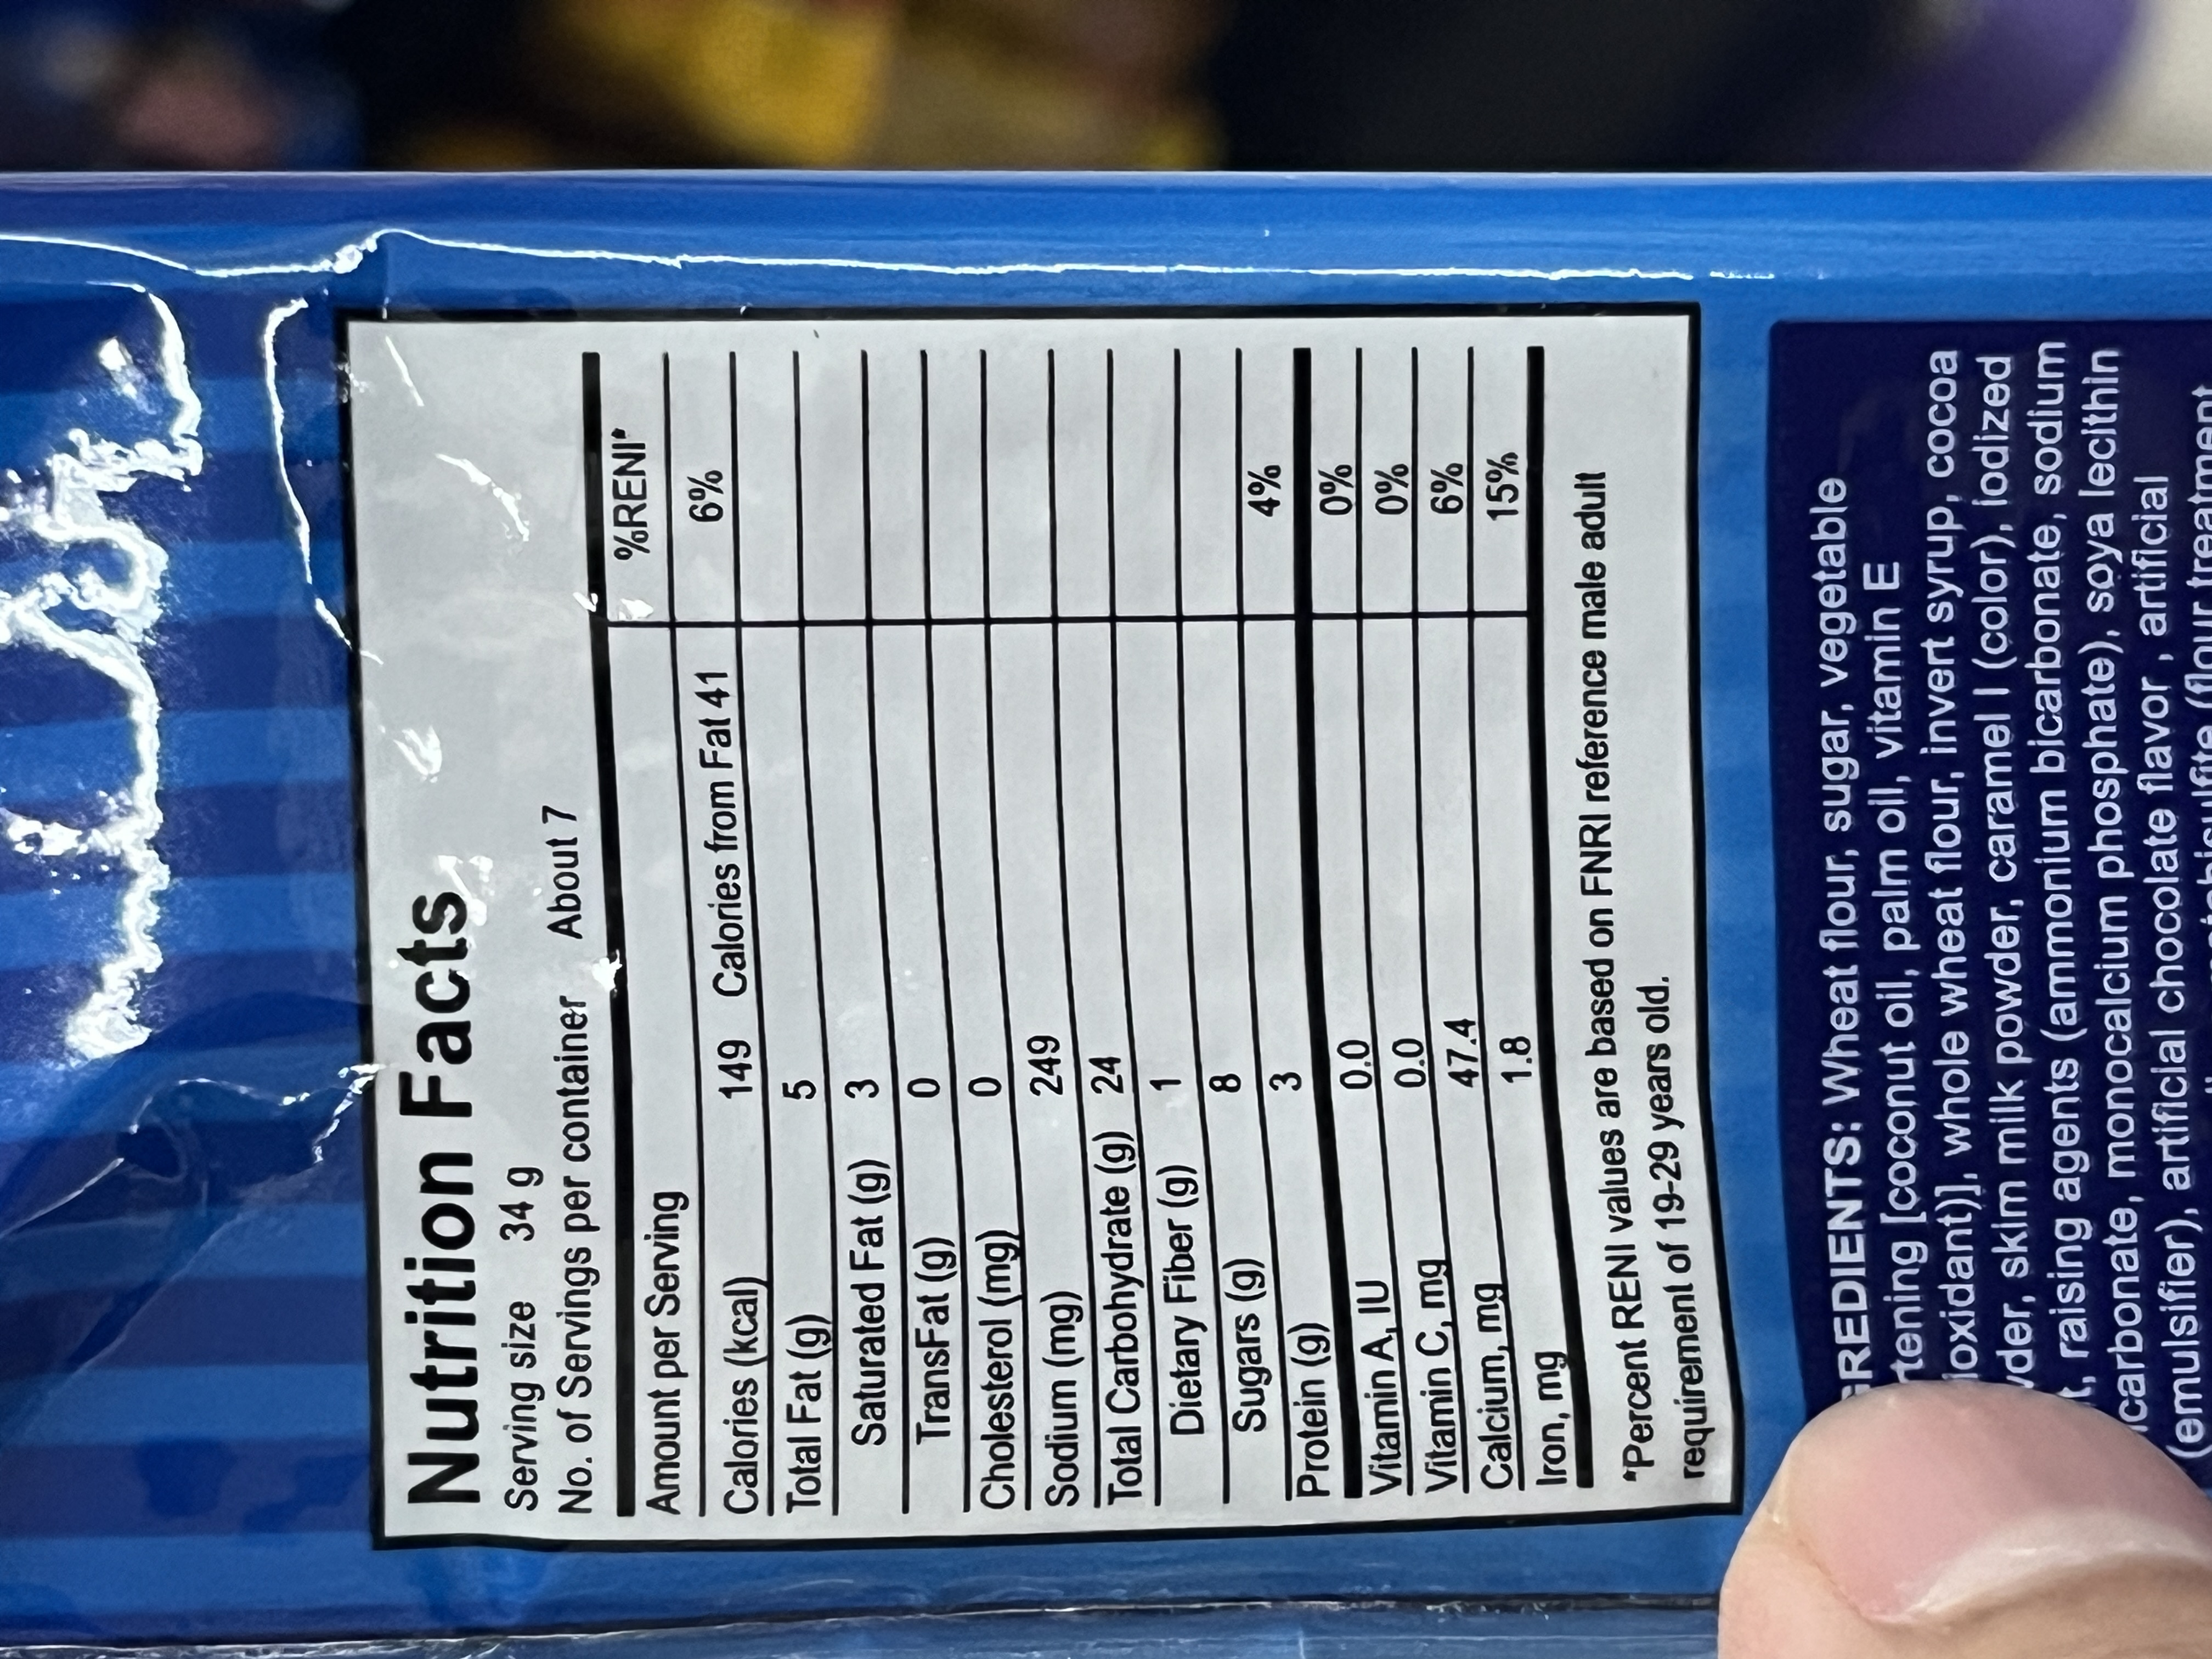 Nutrition Facts
Serving size 34 g
No. of Servings per container About 7
Amount per Serving %RENI*
Calories (kcal) 149 Calories from Fat 41 6%
Total Fat (g) 5
Saturated Fat (g) 3
TransFat (g) 0
Cholesterol (mg) 0
Sodium (mg) 249
Total Carbohydrate (g) 24
Dietary Fiber (g) 1
Sugars (g) 8
Protein (g) 3 4%
Vitamin A, IU 0.0 0%
Vitamin C, mg 0.0 0%
Calcium, mg 47.4 6%
Iron, mg 1.8 15%
*Percent RENI values are based on FNRI reference male adult
requirement of 19-29 years old.
GREDIENTS: Wheat flour, sugar, vegetable
rtening [coconut oil, palm oil, vitamin E
ioxidant)], whole wheat flour, invert syrup, cocoa
der, skim milk powder, caramel I (color), iodized
t, raising agents (ammonium bicarbonate, sodium
icarbonate, monocalcium phosphate), soya lecithin
(emulsifier), artificial chocolate flavor , artificial
(flour treatment